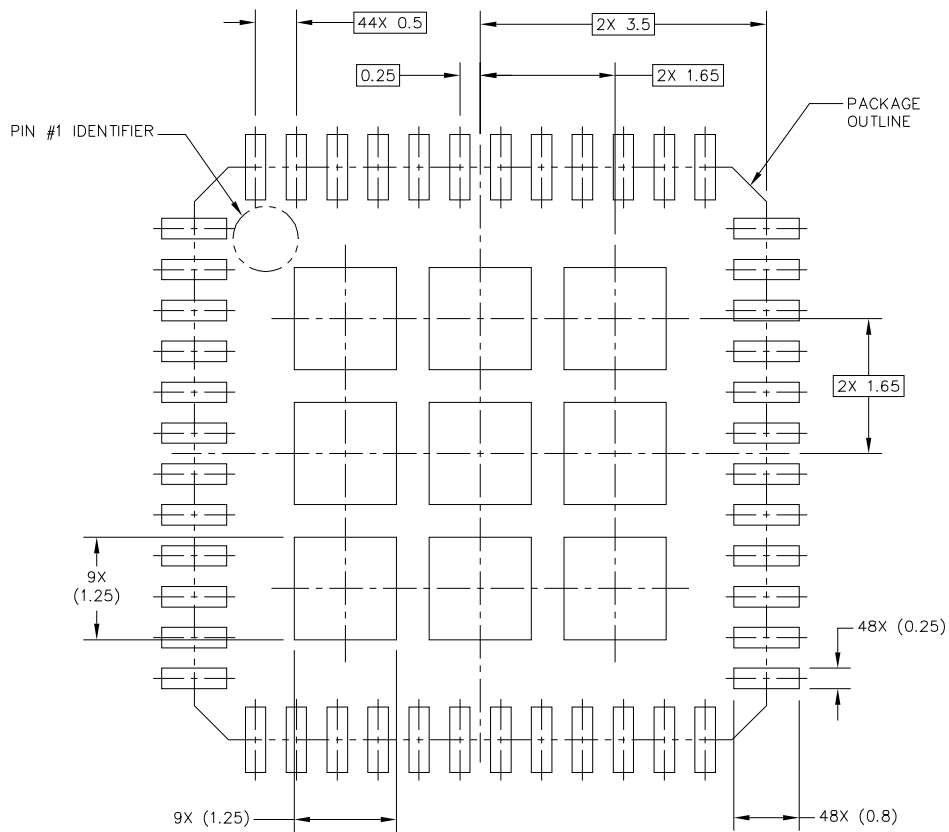 44X 0.5
2X 3.5
0.25
2X 1.65
PIN #1 IDENTIFIER
PACKAGE
OUTLINE
2X 1.65
9X
(1.25)
48X (0.25)
9X (1.25)
48X (0.8)